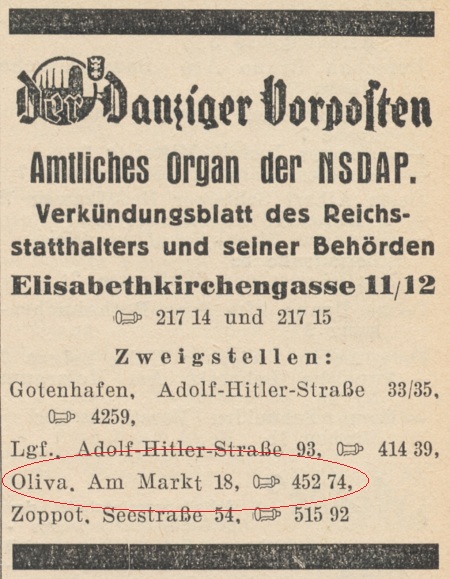 Der Danziger Vorposten
Amtliches Organ der NSDAP.
Verkündungsblatt des Reichs-
statthalters und seiner Behörden
Elisabethkirchengasse 11/12
217 14 und 217 15
Zweigstellen:
Gotenhafen, Adolf-Hitler-Straße 33/35,
4259,
Lgf., Adolf-Hitler-Straße 93, 414 39,
Oliva, Am Markt 18, 452 74,
Zoppot, Seestraße 54, 515 92